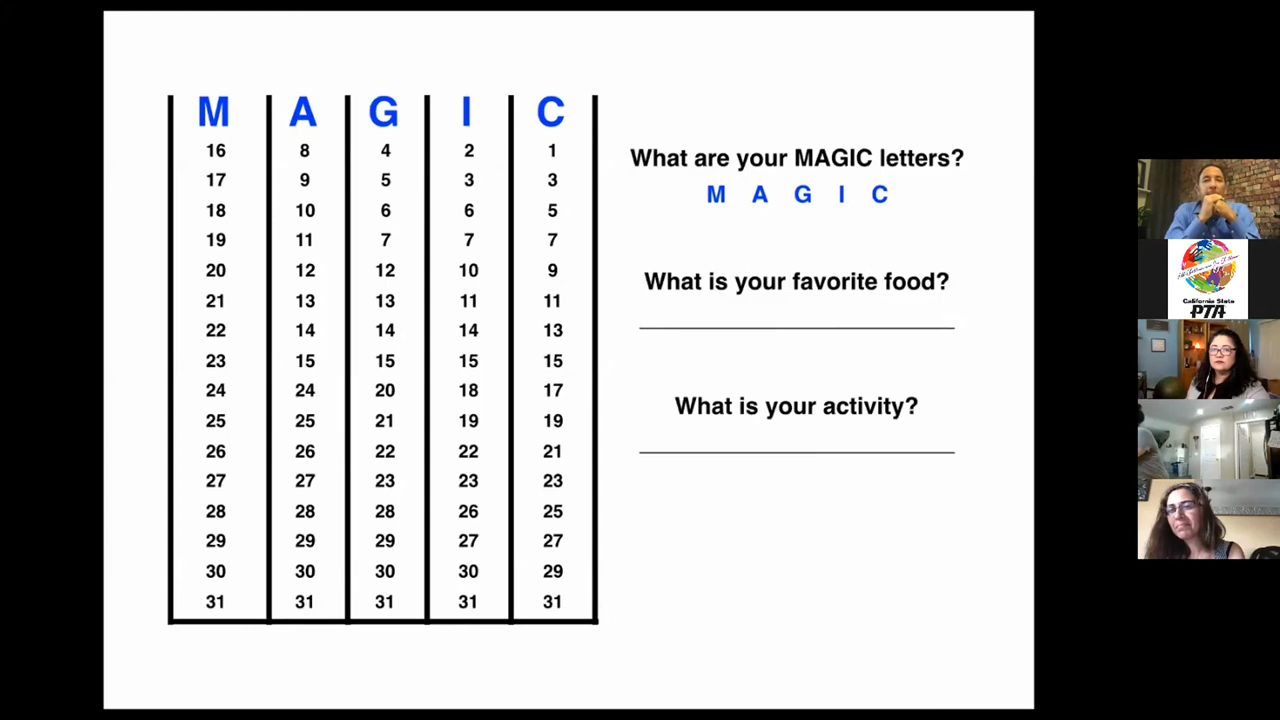 M A G I C
16 8 4 2 1
17 9 5 3 3
18 10 6 6 5
19 11 7 7 7
20 12 12 10 9
21 13 13 11 11
22 14 14 14 13
23 15 15 15 15
24 24 20 18 17
25 25 21 19 19
26 26 22 22 21
27 27 23 23 23
28 28 28 26 25
29 29 29 27 27
30 30 30 30 29
31 31 31 31 31
What are your MAGIC letters?
M A G I C
What is your favorite food?
What is your activity?
California State
PTA